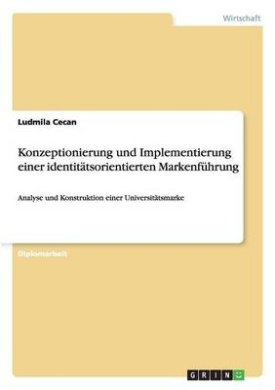 Wirtschaft
Ludmila Cecan
Konzeptionierung und Implementierung
einer identitätsorientierten Markenführung
Analyse und Konstruktion einer Universitätsmarke
Diplomarbeit
GRIN